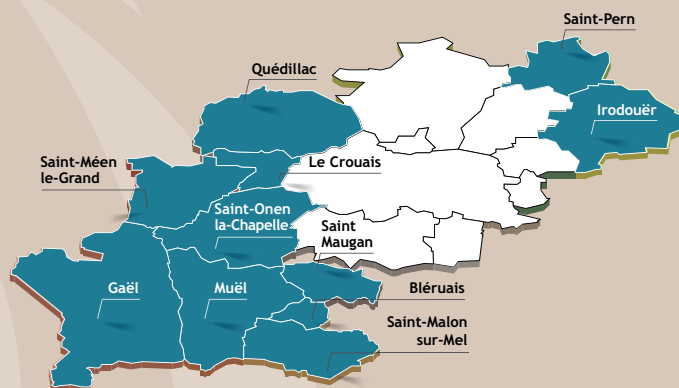 Saint-Pern
Quédillac
Irodouër
Saint-Méen
le-Grand
Le Crouais
Saint-Onen
la-Chapelle
Saint
Maugan
Gaël
Muël
Bléruais
Saint-Malon
sur-Mel